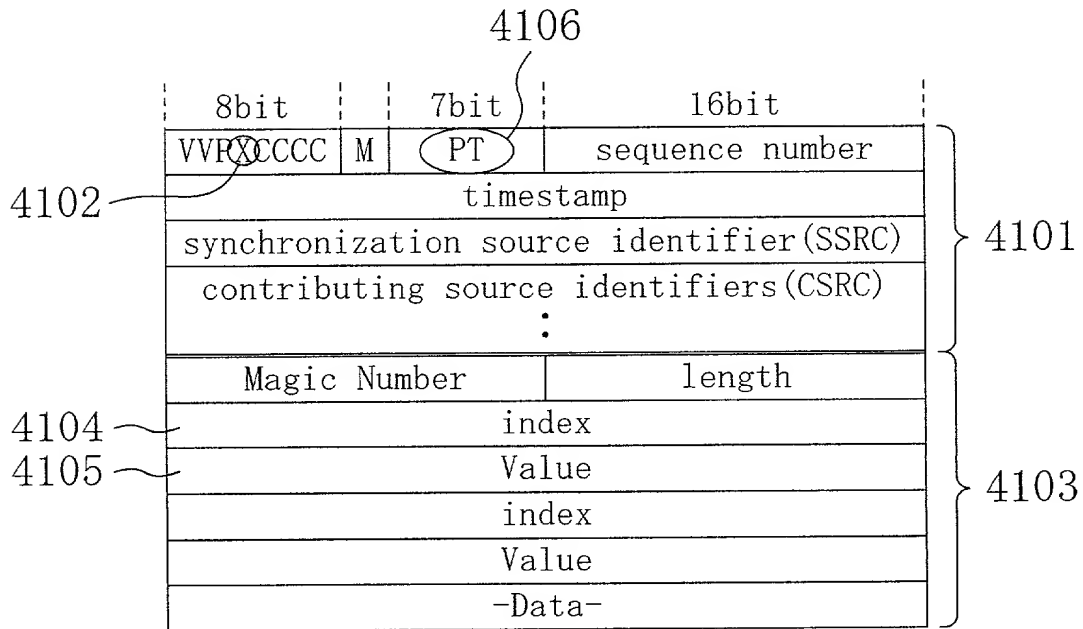 4106
8bit 7bit 16bit
VVPXCCCC M PT sequence number
4102
timestamp
synchronization source identifier(SSRC)
4101
contributing source identifiers(CSRC)
Magic Number length
4104 index
4105 Value
4103
index
Value
-Data-